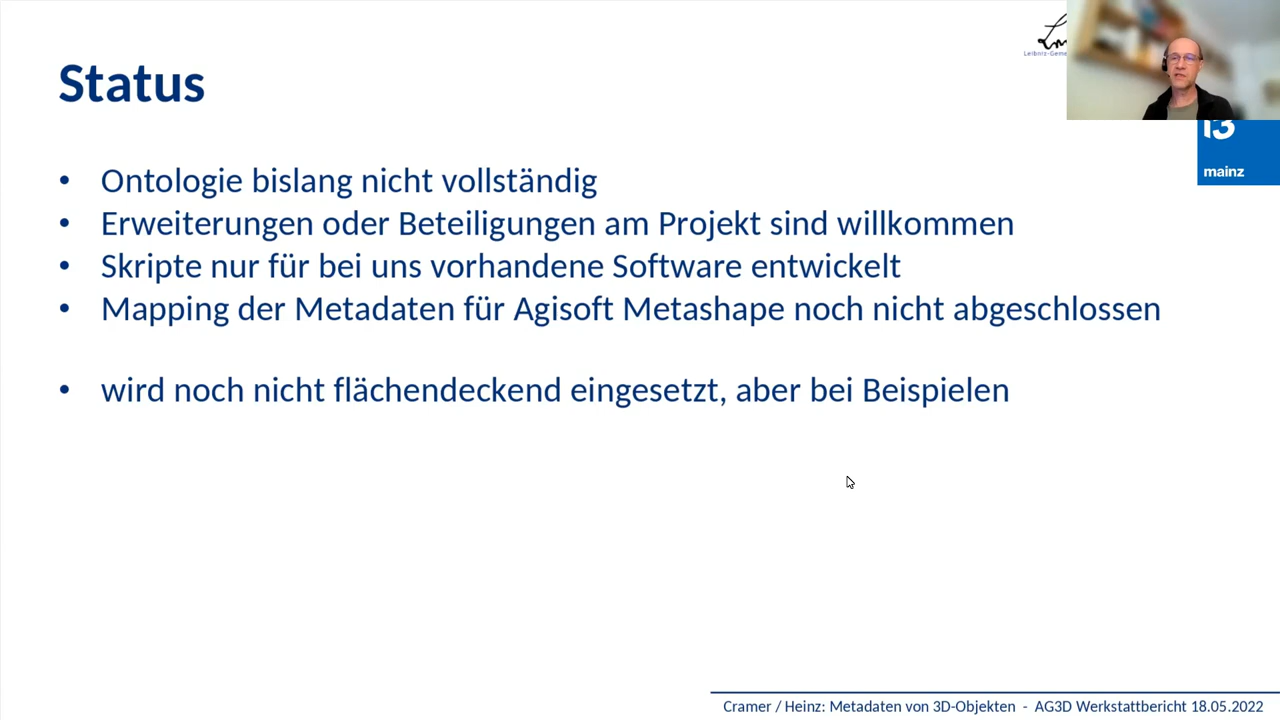 Status
Leibniz-Geme
i3
mainz
• Ontologie bislang nicht vollständig
• Erweiterungen oder Beteiligungen am Projekt sind willkommen
• Skripte nur für bei uns vorhandene Software entwickelt
• Mapping der Metadaten für Agisoft Metashape noch nicht abgeschlossen
• wird noch nicht flächendeckend eingesetzt, aber bei Beispielen
Cramer / Heinz: Metadaten von 3D-Objekten - AG3D Werkstattbericht 18.05.2022